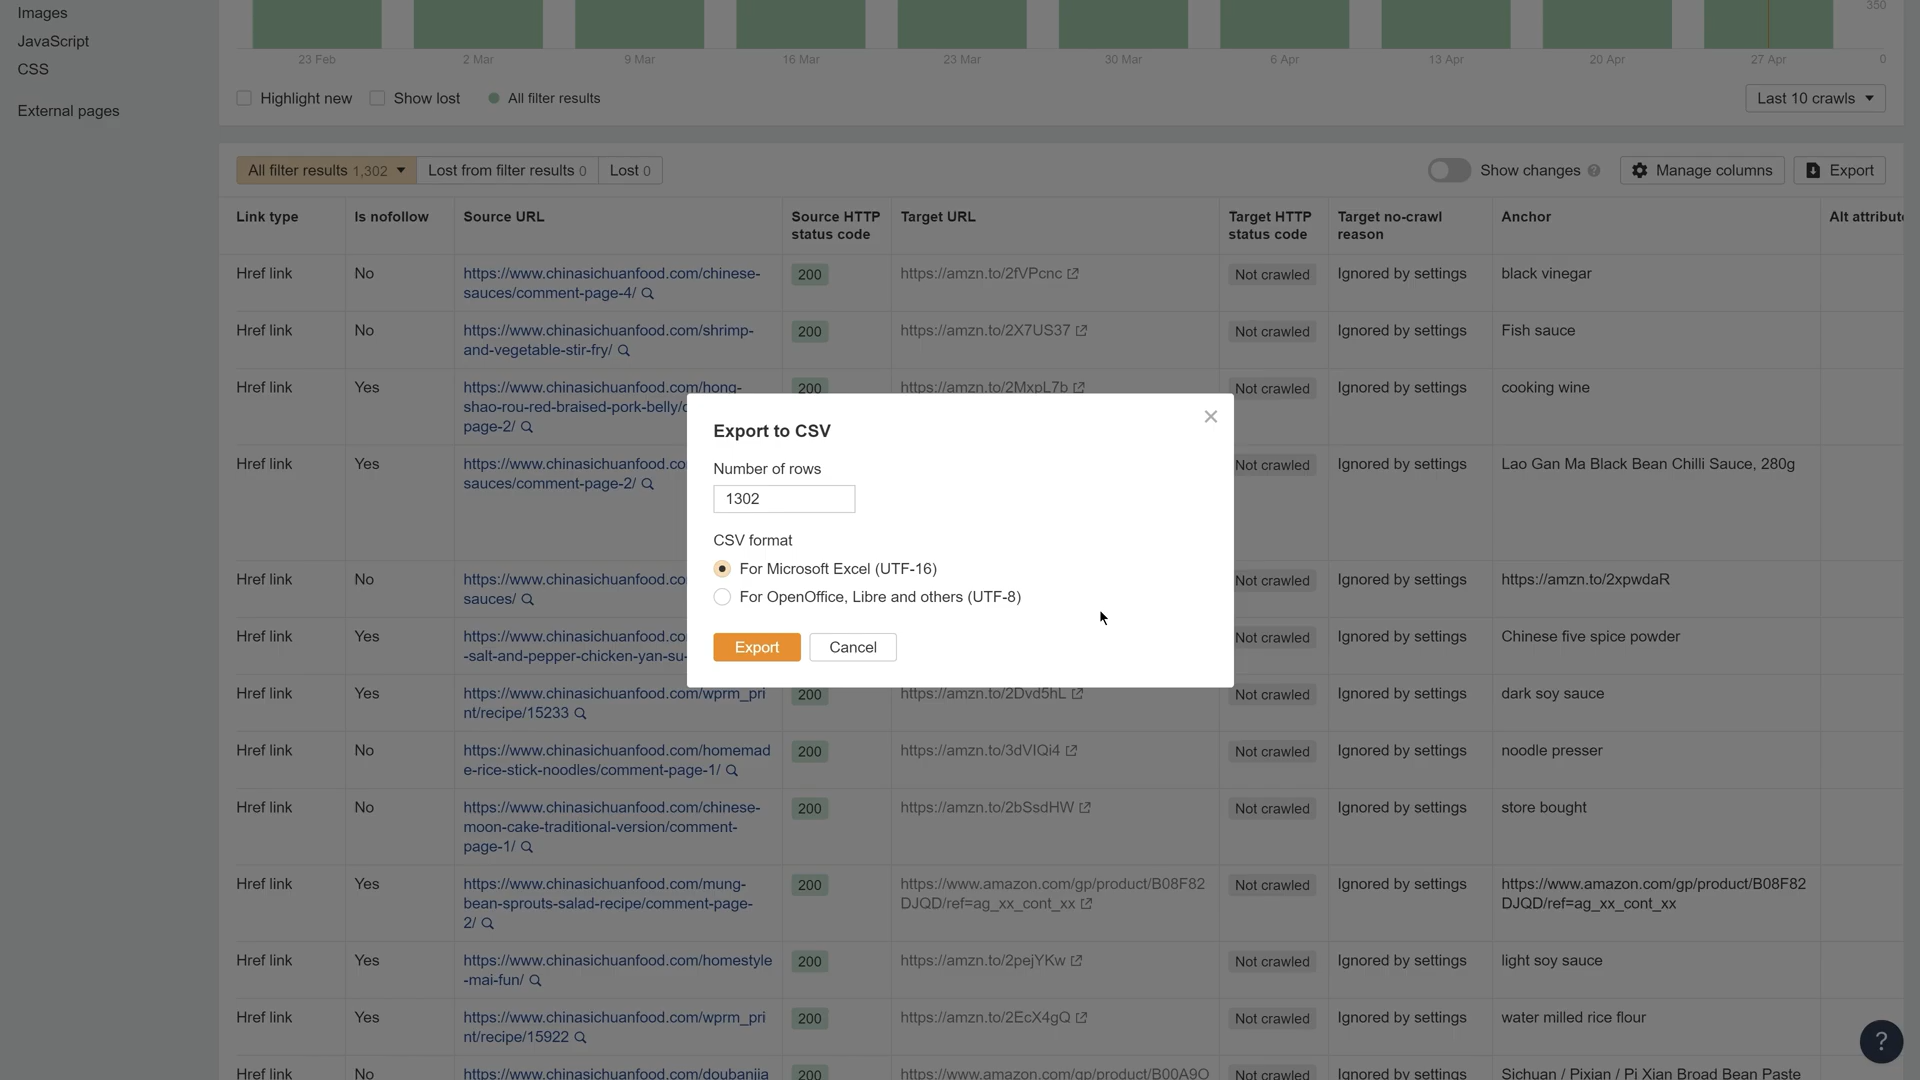 Images
JavaScript
CSS
External pages
350
23 Feb
2 Mar
9 Mar
16 Mar
23 Mar
30 Mar
6 Apr
13 Apr
20 Apr
27 Apr
0
Highlight new
Show lost
All filter results
Last 10 crawls
All filter results 1,302
Lost from filter results 0
Lost 0
Show changes
Manage columns
Export
Link type
Is nofollow
Source URL
Source HTTP
status code
Target URL
Target HTTP
status code
Target no-crawl
reason
Anchor
Alt attribute
Href link
No
https://www.chinasichuanfood.com/chinese-
sauces/comment-page-4/
200
https://amzn.to/2fVPcnc
Not crawled
Ignored by settings
black vinegar
Href link
No
https://www.chinasichuanfood.com/shrimp-
and-vegetable-stir-fry/
200
https://amzn.to/2X7US37
Not crawled
Ignored by settings
Fish sauce
Href link
Yes
https://www.chinasichuanfood.com/hong-
shao-rou-red-braised-pork-belly/
page-2/
200
https://amzn.to/2MxpL7b
Not crawled
Ignored by settings
cooking wine
Href link
Yes
https://www.chinasichuanfood.co
sauces/comment-page-2/
Not crawled
Ignored by settings
Lao Gan Ma Black Bean Chilli Sauce, 280g
Href link
No
https://www.chinasichuanfood.co
sauces/
Not crawled
Ignored by settings
https://amzn.to/2xpwdaR
Href link
Yes
https://www.chinasichuanfood.co
-salt-and-pepper-chicken-yan-su-
Not crawled
Ignored by settings
Chinese five spice powder
Href link
Yes
https://www.chinasichuanfood.com/wprm_pri
nt/recipe/15233
200
https://amzn.to/2Dvd5hL
Not crawled
Ignored by settings
dark soy sauce
Href link
No
https://www.chinasichuanfood.com/homemad
e-rice-stick-noodles/comment-page-1/
200
https://amzn.to/3dVIQi4
Not crawled
Ignored by settings
noodle presser
Href link
No
https://www.chinasichuanfood.com/chinese-
moon-cake-traditional-version/comment-
page-1/
200
https://amzn.to/2bSsdHW
Not crawled
Ignored by settings
store bought
Href link
Yes
https://www.chinasichuanfood.com/mung-
bean-sprouts-salad-recipe/comment-page-
2/
200
https://www.amazon.com/gp/product/B08F82
DJQD/ref=ag_xx_cont_xx
Not crawled
Ignored by settings
https://www.amazon.com/gp/product/B08F82
DJQD/ref=ag_xx_cont_xx
Href link
Yes
https://www.chinasichuanfood.com/homestyle
-mai-fun/
200
https://amzn.to/2pejYKw
Not crawled
Ignored by settings
light soy sauce
Href link
Yes
https://www.chinasichuanfood.com/wprm_pri
nt/recipe/15922
200
https://amzn.to/2EcX4gQ
Not crawled
Ignored by settings
water milled rice flour
Href link
No
https://www.chinasichuanfood.com/doubanjia
200
https://www.amazon.com/gp/product/B00A9O
Not crawled
Ignored by settings
Sichuan / Pixian / Pi Xian Broad Bean Paste
Export to CSV
Number of rows
1302
CSV format
For Microsoft Excel (UTF-16)
For OpenOffice, Libre and others (UTF-8)
Export
Cancel
?